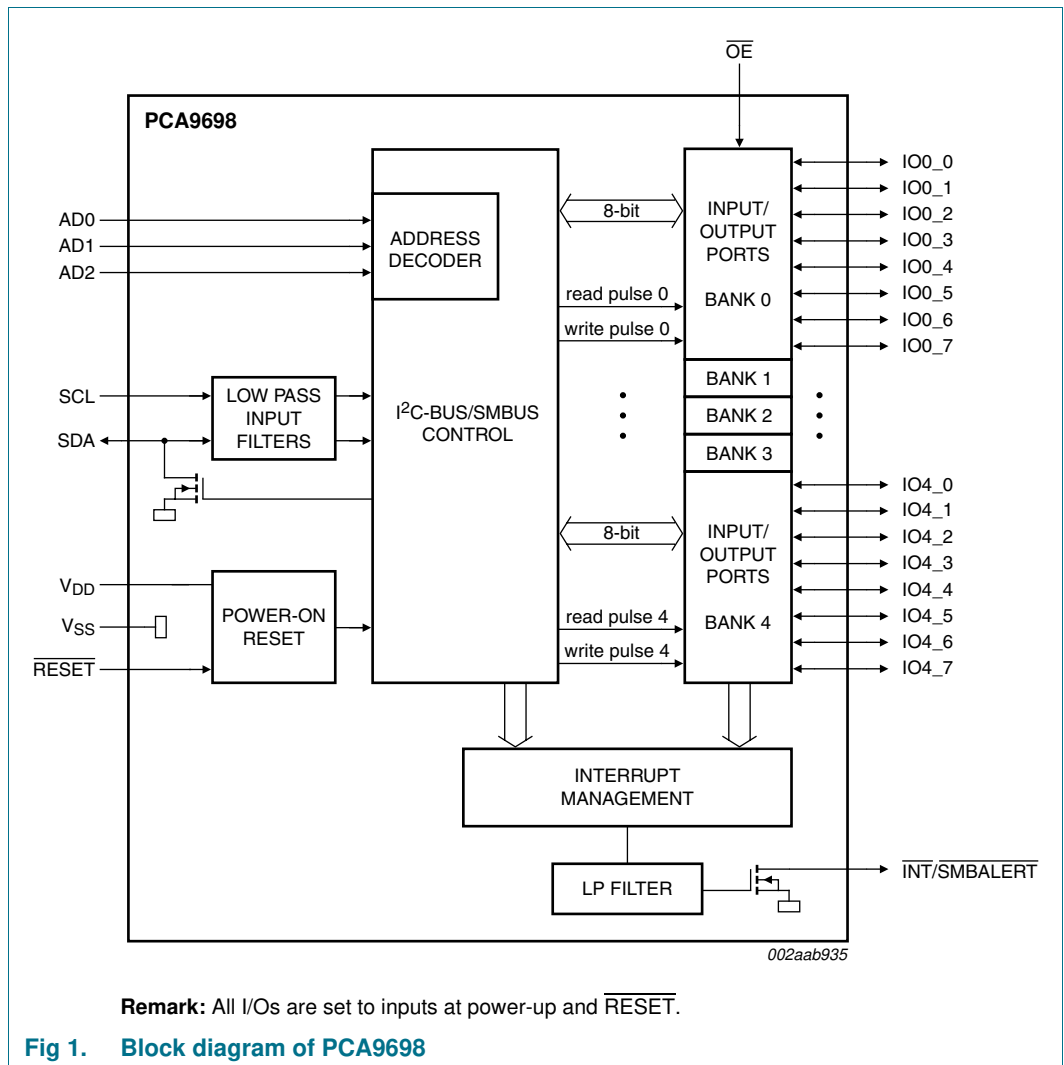 OE
PCA9698
AD0
AD1
AD2
ADDRESS
DECODER
8-bit
INPUT/
OUTPUT
PORTS
BANK 0
read pulse 0
write pulse 0
IO0_0
IO0_1
IO0_2
IO0_3
IO0_4
IO0_5
IO0_6
IO0_7
SCL
SDA
LOW PASS
INPUT
FILTERS
I²C-BUS/SMBUS
CONTROL
BANK 1
BANK 2
BANK 3
VDD
VSS
RESET
POWER-ON
RESET
8-bit
INPUT/
OUTPUT
PORTS
BANK 4
read pulse 4
write pulse 4
IO4_0
IO4_1
IO4_2
IO4_3
IO4_4
IO4_5
IO4_6
IO4_7
INTERRUPT
MANAGEMENT
LP FILTER
INT/SMBALERT
002aab935
Remark: All I/Os are set to inputs at power-up and RESET.
Fig 1. Block diagram of PCA9698